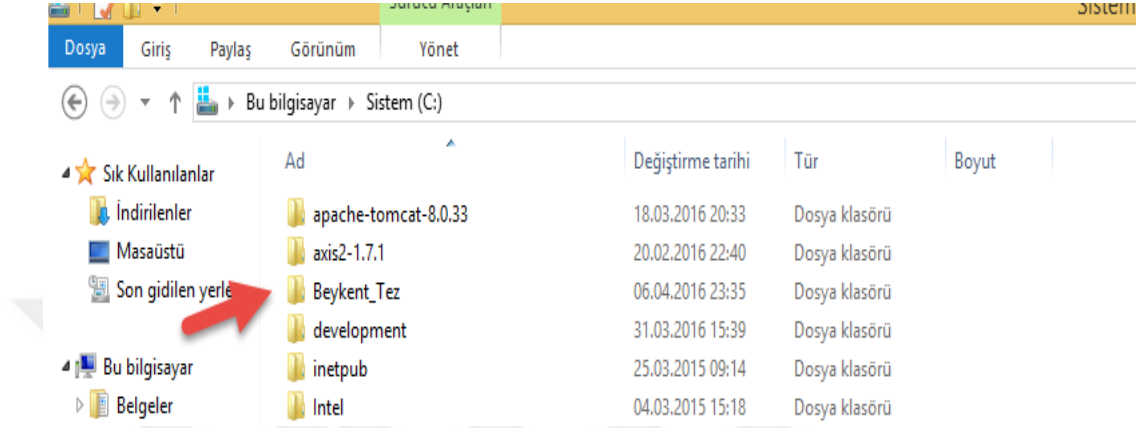 Sürücü Araçları
Sistem
Dosya Giriş Paylaş Görünüm Yönet
Bu bilgisayar Sistem (C:)
Ad Değiştirme tarihi Tür Boyut
Sık Kullanılanlar
İndirilenler
Masaüstü
Son gidilen
Bu bilgisayar
Belgeler
apache-tomcat-8.0.33 18.03.2016 20:33 Dosya klasörü
axis2-1.7.1 20.02.2016 22:40 Dosya klasörü
Beykent_Tez 06.04.2016 23:35 Dosya klasörü
development 31.03.2016 15:39 Dosya klasörü
inetpub 25.03.2015 09:14 Dosya klasörü
Intel 04.03.2015 15:18 Dosya klasörü